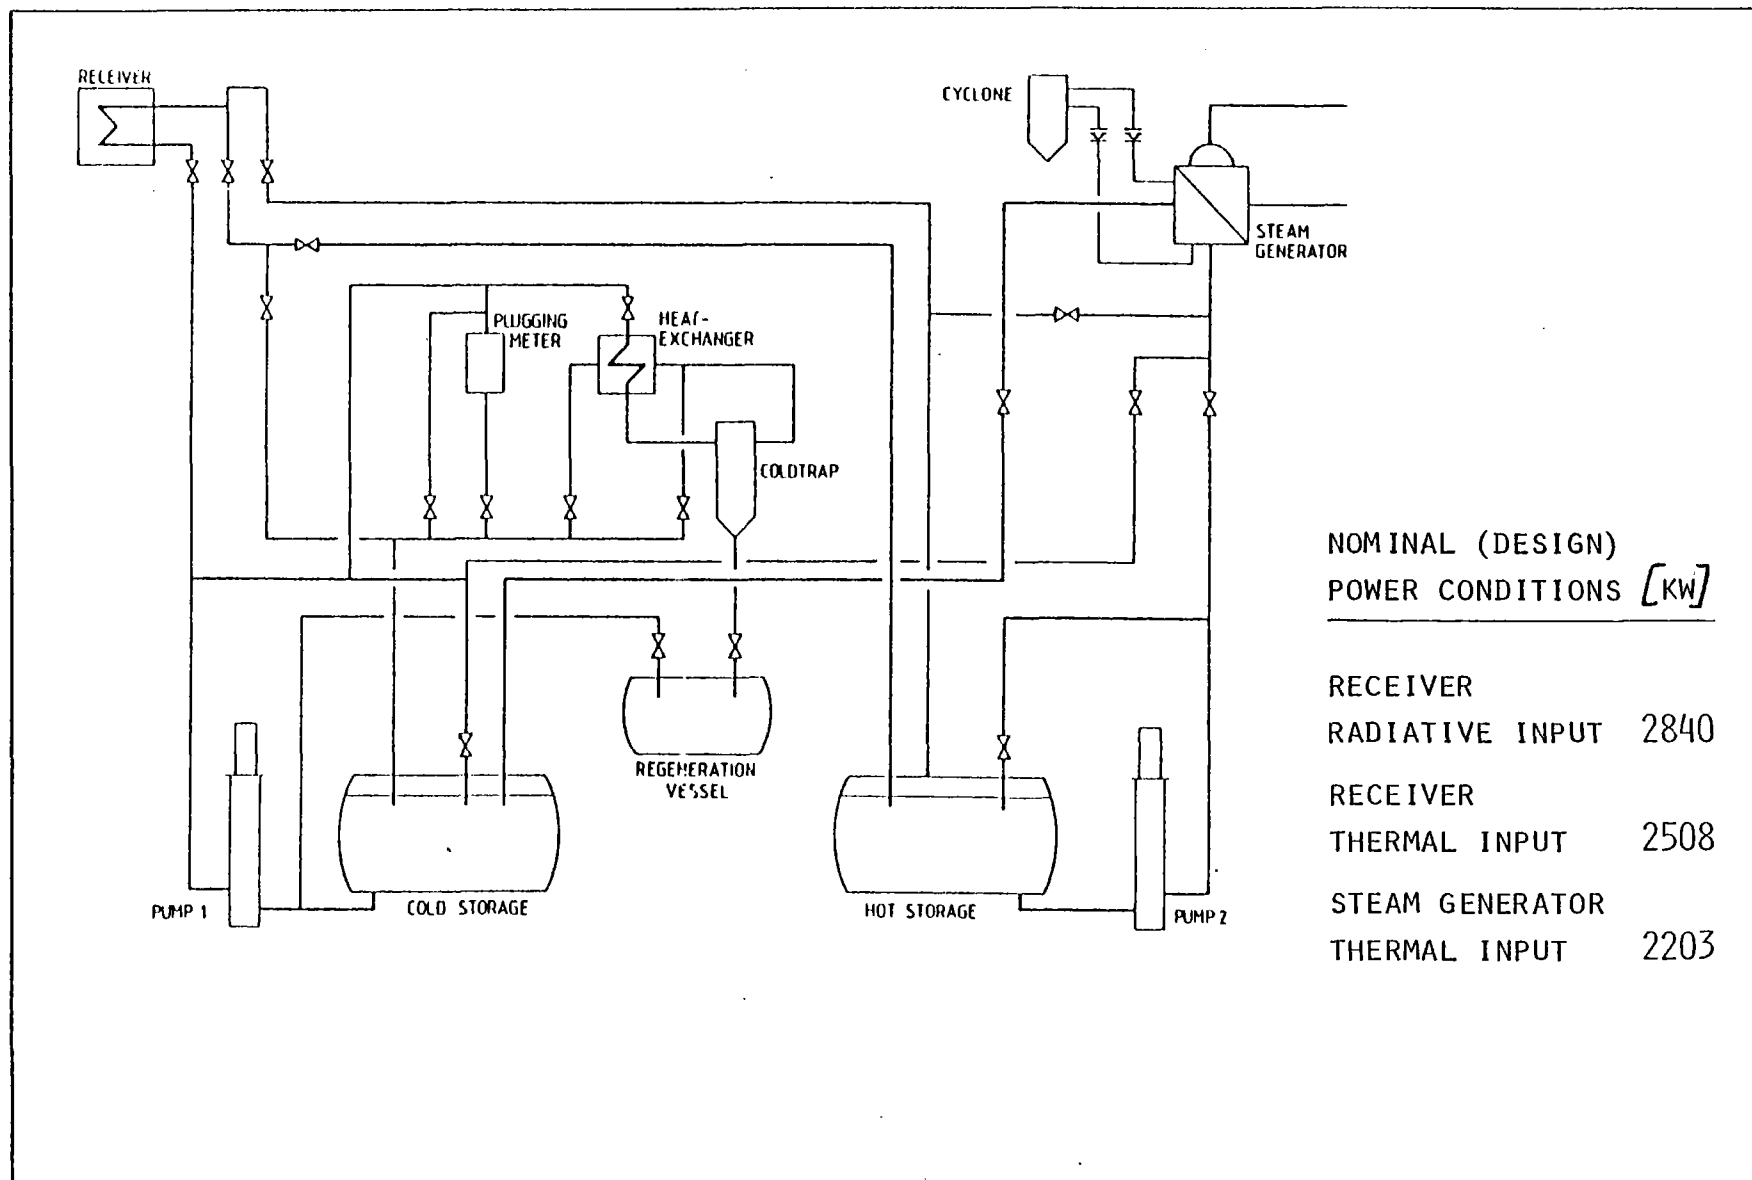 RECEIVER
CYCLONE
STEAM
GENERATOR
PLUGGING
METER
HEAT-
EXCHANGER
COLDTRAP
REGENERATION
VESSEL
PUMP 1
COLD STORAGE
HOT STORAGE
PUMP 2
NOMINAL (DESIGN)
POWER CONDITIONS [KW]
RECEIVER
RADIATIVE INPUT 2840
RECEIVER
THERMAL INPUT 2508
STEAM GENERATOR
THERMAL INPUT 2203